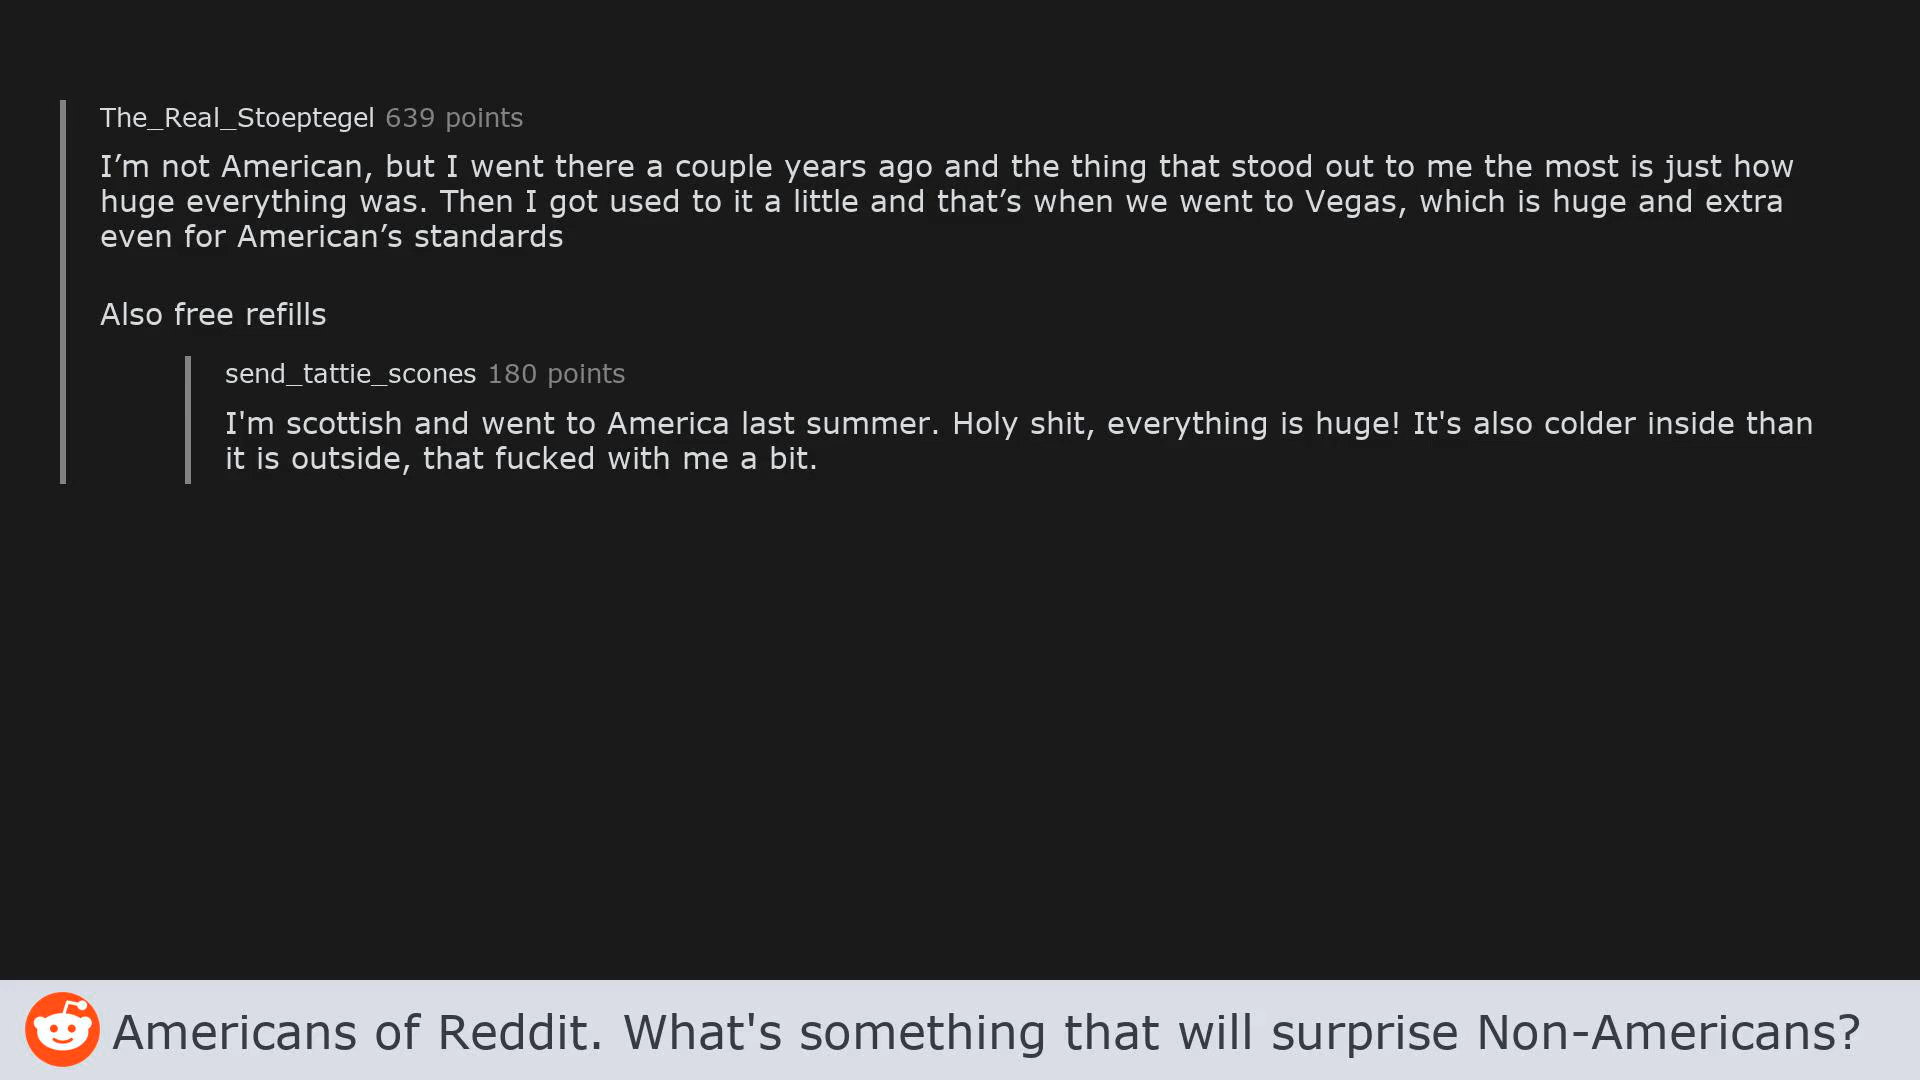 The_Real_Stoeptegel 639 points
I’m not American, but I went there a couple years ago and the thing that stood out to me the most is just how
huge everything was. Then I got used to it a little and that’s when we went to Vegas, which is huge and extra
even for American’s standards
Also free refills
send_tattie_scones 180 points
I'm scottish and went to America last summer. Holy shit, everything is huge! It's also colder inside than
it is outside, that fucked with me a bit.
Americans of Reddit. What's something that will surprise Non-Americans?